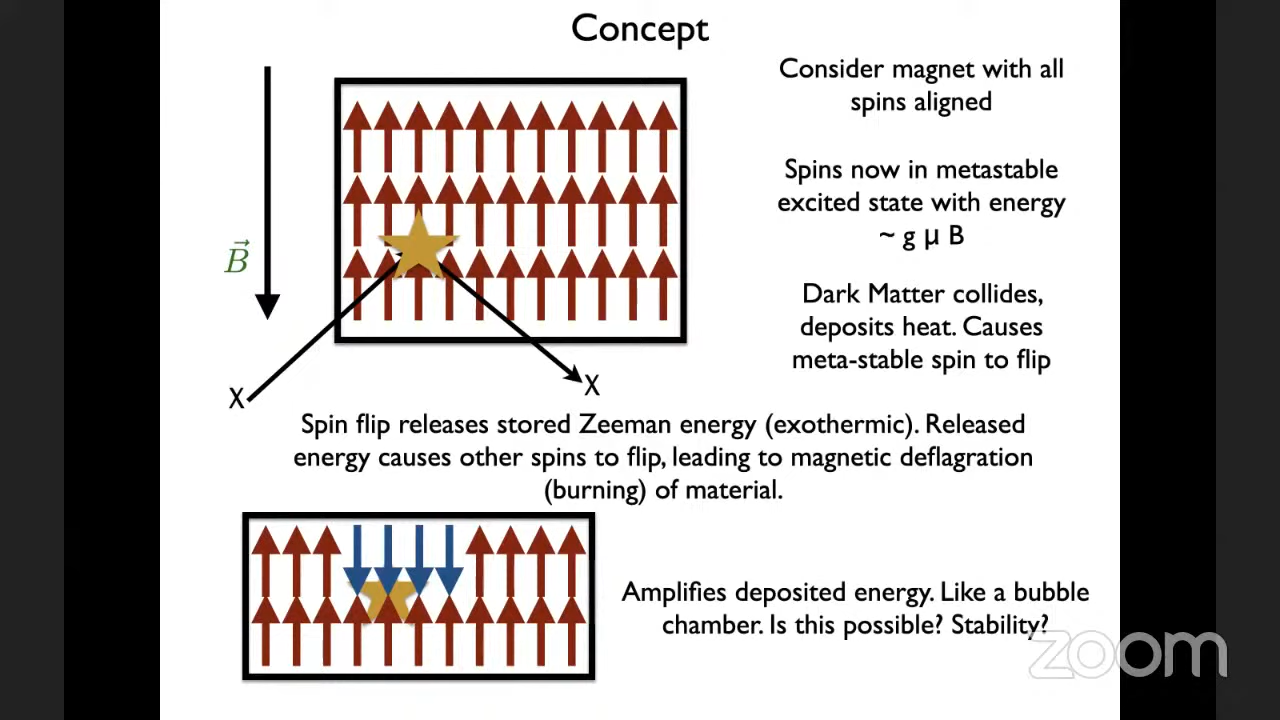 Concept
Consider magnet with all
spins aligned
Spins now in metastable
excited state with energy
~ g µ B
B⃗
Dark Matter collides,
deposits heat. Causes
meta-stable spin to flip
X
X
Spin flip releases stored Zeeman energy (exothermic). Released
energy causes other spins to flip, leading to magnetic deflagration
(burning) of material.
Amplifies deposited energy. Like a bubble
chamber. Is this possible? Stability?
zoom